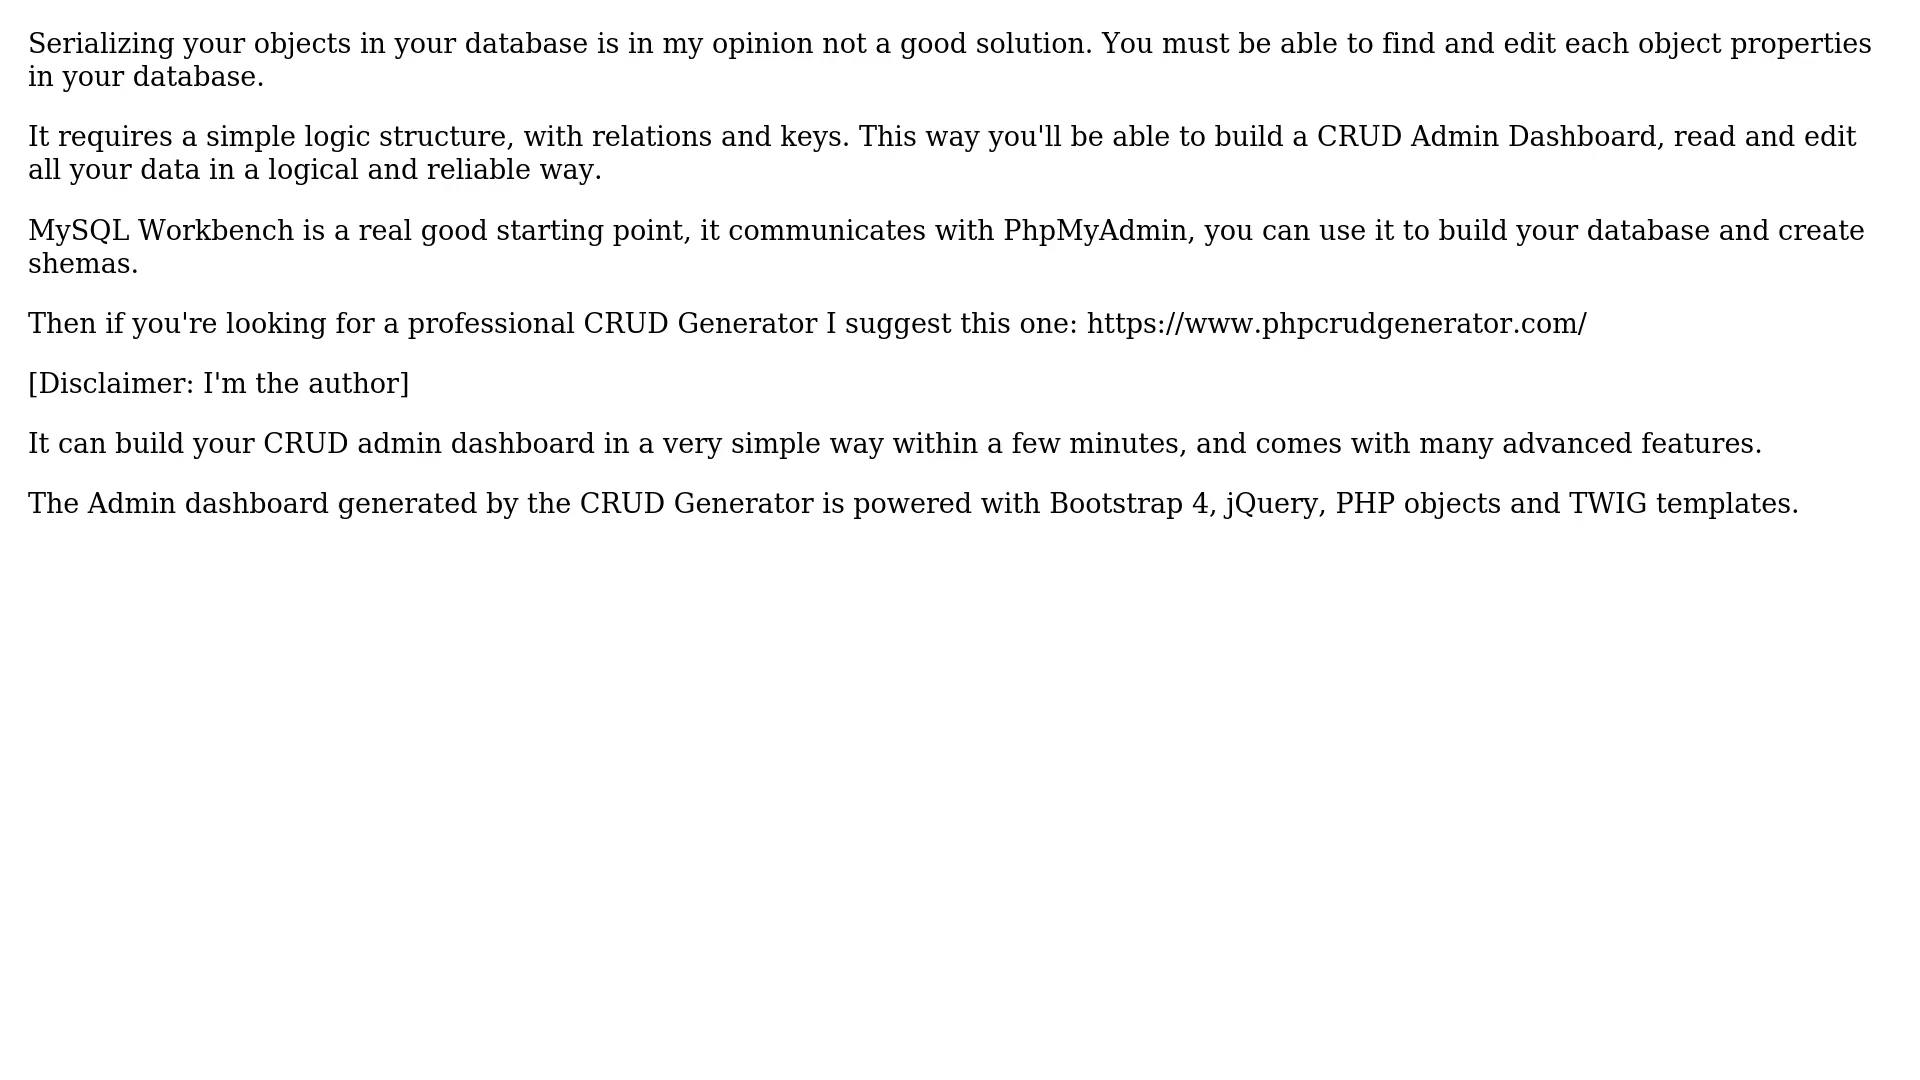 Serializing your objects in your database is in my opinion not a good solution. You must be able to find and edit each object properties
in your database.
It requires a simple logic structure, with relations and keys. This way you'll be able to build a CRUD Admin Dashboard, read and edit
all your data in a logical and reliable way.
MySQL Workbench is a real good starting point, it communicates with PhpMyAdmin, you can use it to build your database and create
shemas.
Then if you're looking for a professional CRUD Generator I suggest this one: https://www.phpcrudgenerator.com/
[Disclaimer: I'm the author]
It can build your CRUD admin dashboard in a very simple way within a few minutes, and comes with many advanced features.
The Admin dashboard generated by the CRUD Generator is powered with Bootstrap 4, jQuery, PHP objects and TWIG templates.